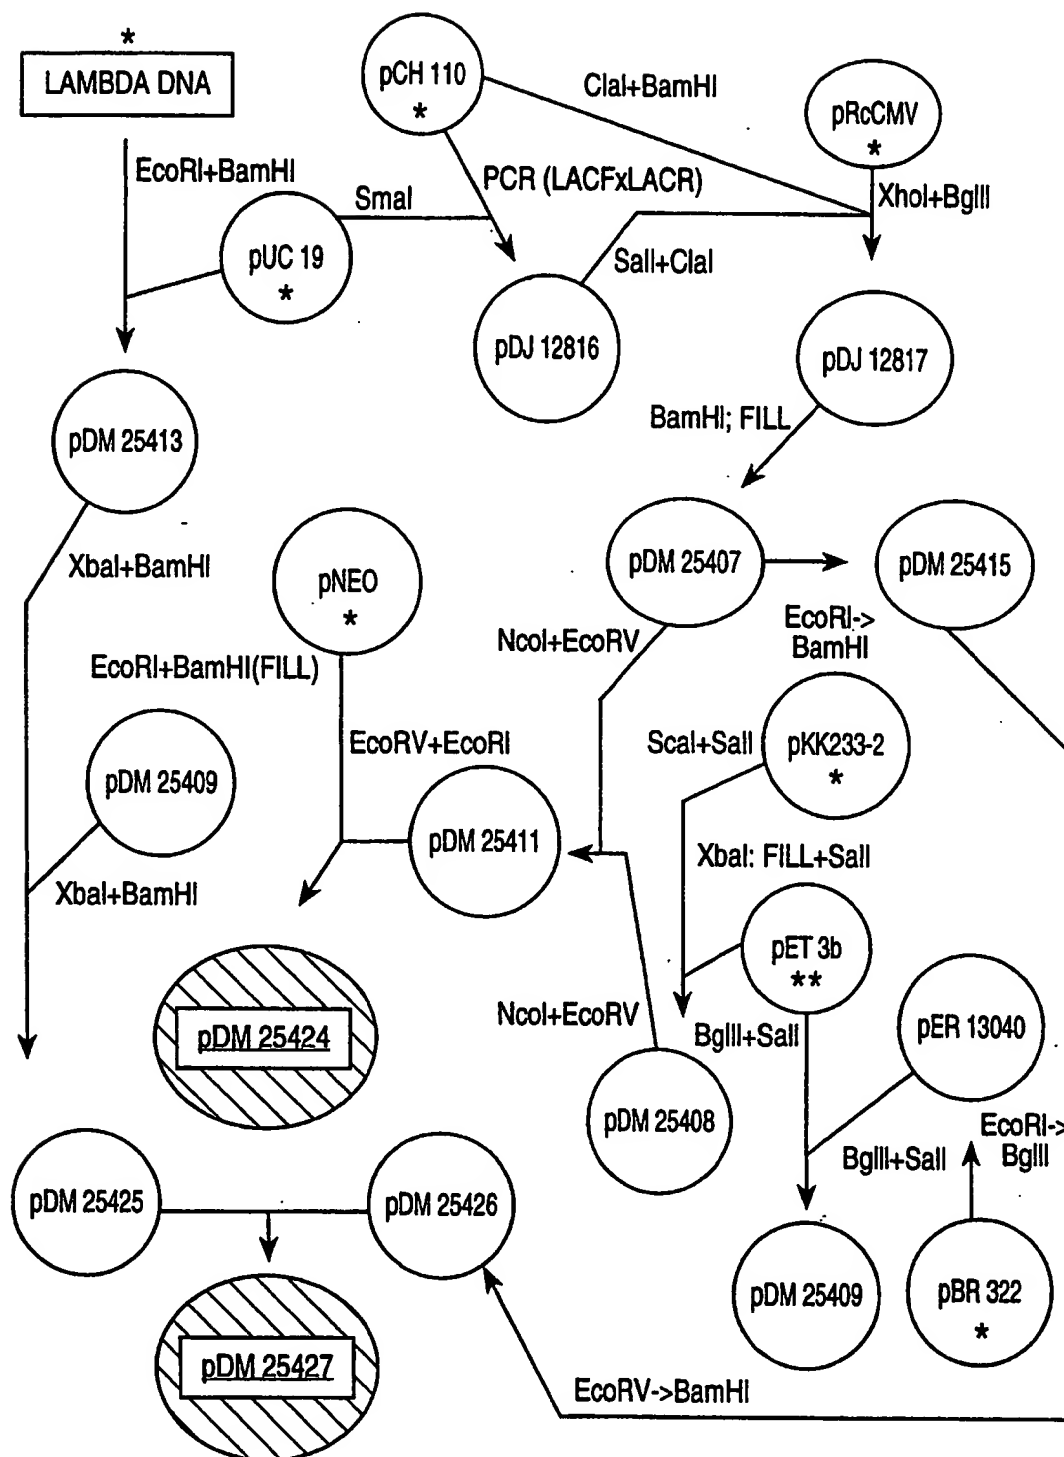 *
LAMBDA DNA
pCH 110
*
ClaI+BamHI
pRcCMV
*
EcoRI+BamHI
SmaI
PCR (LACFxLACR)
XhoI+BglII
pUC 19
*
SalI+ClaI
pDJ 12816
pDJ 12817
BamHI; FILL
pDM 25413
XbaI+BamHI
pNEO
*
pDM 25407
pDM 25415
NcoI+EcoRV
EcoRI->
BamHI
EcoRI+BamHI(FILL)
EcoRV+EcoRI
ScaI+SalI
pKK233-2
*
pDM 25409
pDM 25411
XbaI: FILL+SalI
XbaI+BamHI
pET 3b
**
pDM 25424
NcoI+EcoRV
BglII+SalI
pER 13040
pDM 25408
BglII+SalI
EcoRI->
BglII
pDM 25425
pDM 25426
pDM 25409
pBR 322
*
pDM 25427
EcoRV->BamHI